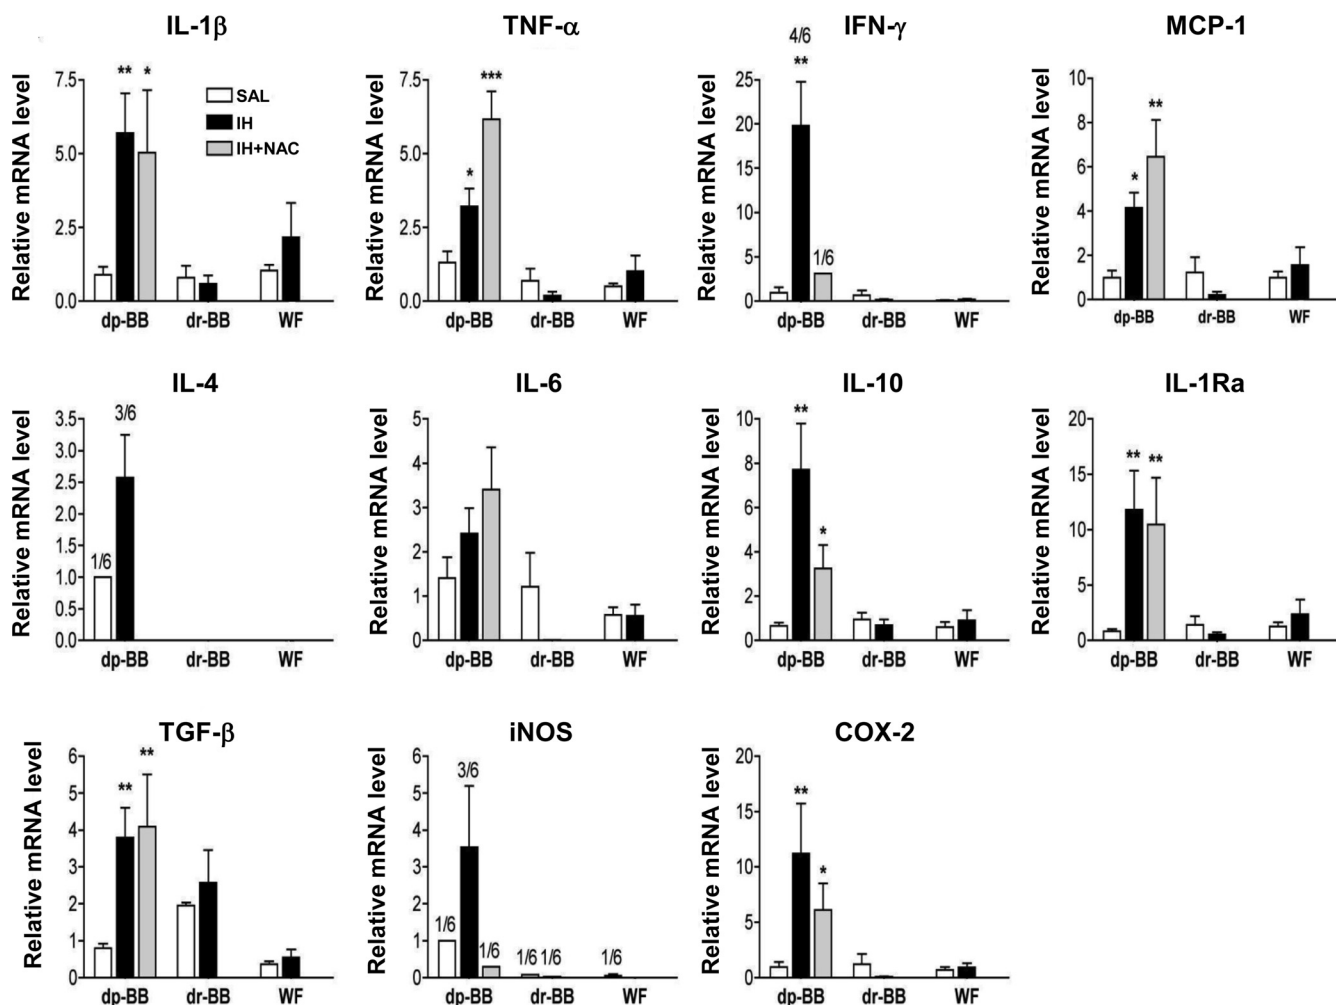 IL-1β
TNF-α
IFN-γ
MCP-1
Relative mRNA level
7.5
5.0
2.5
0.0
** *
SAL
IH
IH+NAC
dp-BB dr-BB WF
Relative mRNA level
7.5
5.0
2.5
0.0
*
***
dp-BB dr-BB WF
Relative mRNA level
25
20
15
10
5
0
4/6
**
1/6
dp-BB dr-BB WF
Relative mRNA level
10
8
6
4
2
0
*
**
dp-BB dr-BB WF
IL-4
IL-6
IL-10
IL-1Ra
Relative mRNA level
3.5
3.0
2.5
2.0
1.5
1.0
0.5
0.0
1/6
3/6
dp-BB dr-BB WF
Relative mRNA level
5
4
3
2
1
0
dp-BB dr-BB WF
Relative mRNA level
10
8
6
4
2
0
**
*
dp-BB dr-BB WF
Relative mRNA level
20
15
10
5
0
** **
dp-BB dr-BB WF
TGF-β
iNOS
COX-2
Relative mRNA level
6
5
4
3
2
1
0
**
**
dp-BB dr-BB WF
Relative mRNA level
6
5
4
3
2
1
0
1/6
3/6
1/6
1/6 1/6
1/6
dp-BB dr-BB WF
Relative mRNA level
20
15
10
5
0
**
*
dp-BB dr-BB WF